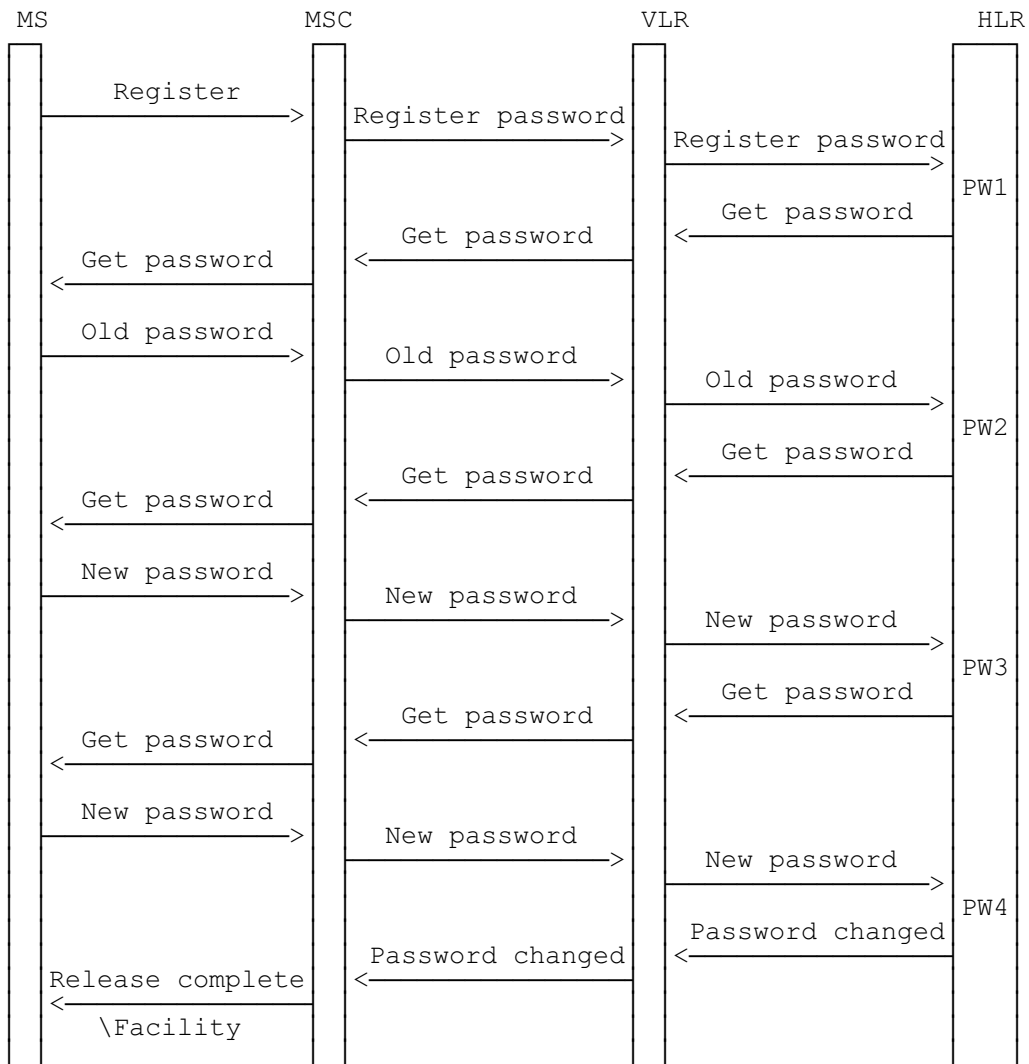 MS MSC VLR HLR
Register
Register password
Register password
PW1
Get password
Get password
Get password
Old password
Old password
Old password
PW2
Get password
Get password
Get password
New password
New password
New password
PW3
Get password
Get password
Get password
New password
New password
New password
PW4
Password changed
Password changed
Release complete
\Facility